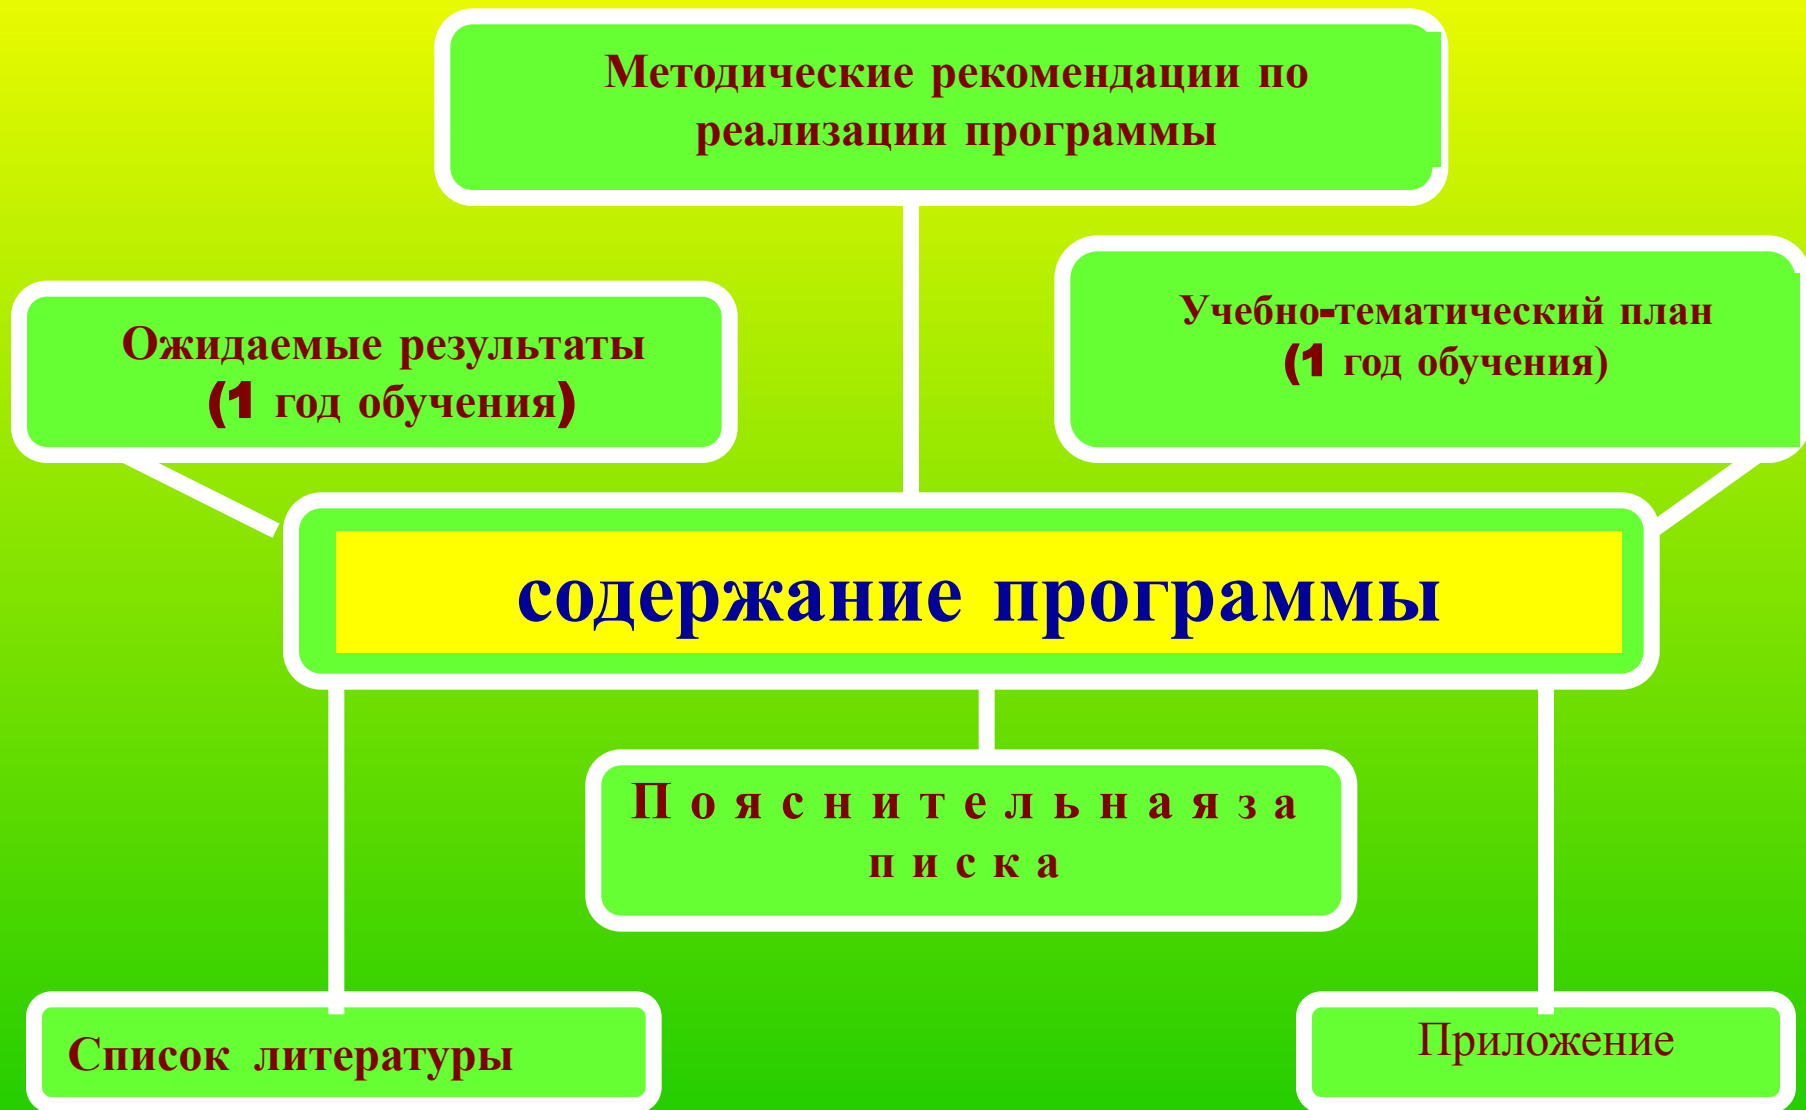 Методические рекомендации по
реализации программы
Ожидаемые результаты
(1 год обучения)
Учебно-тематический план
(1 год обучения)
содержание программы
П о я с н и т е л ь н а я з а
п и с к а
Список литературы
Приложение